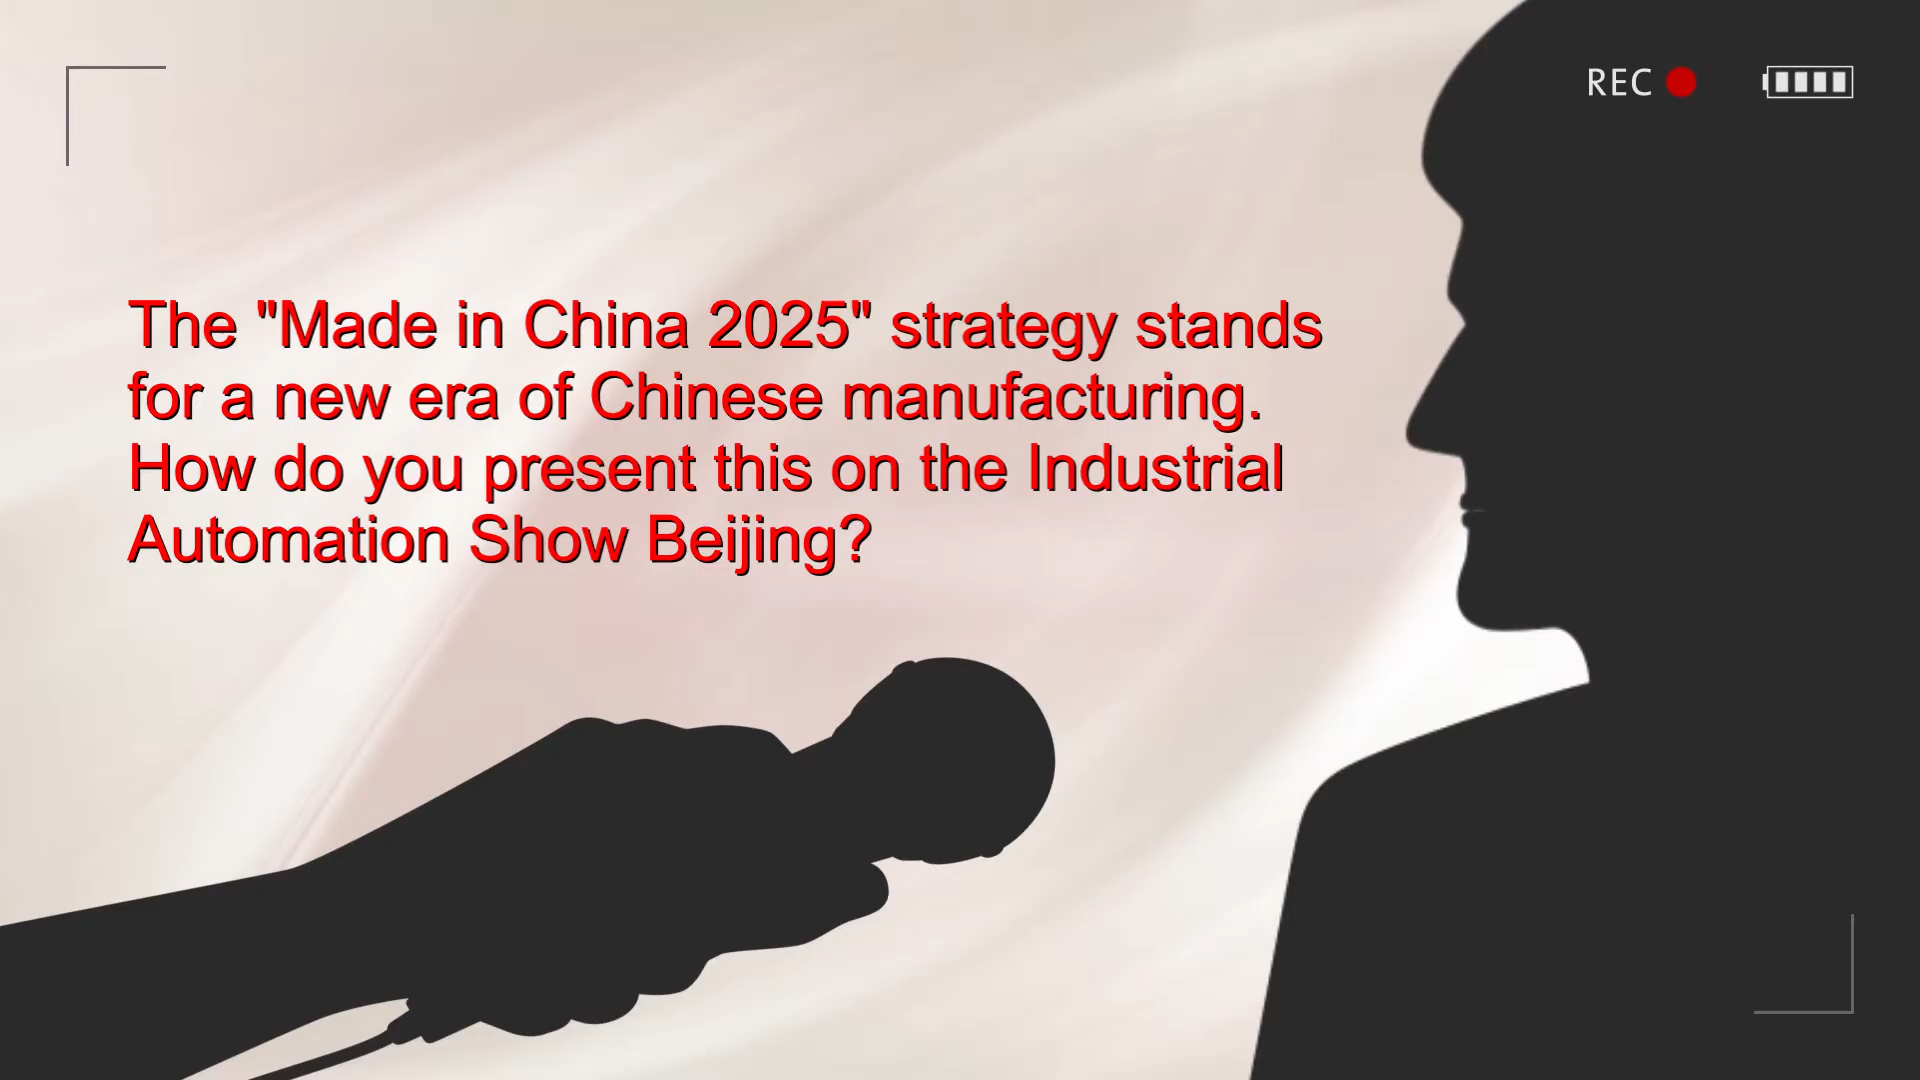 REC
The "Made in China 2025" strategy stands
for a new era of Chinese manufacturing.
How do you present this on the Industrial
Automation Show Beijing?